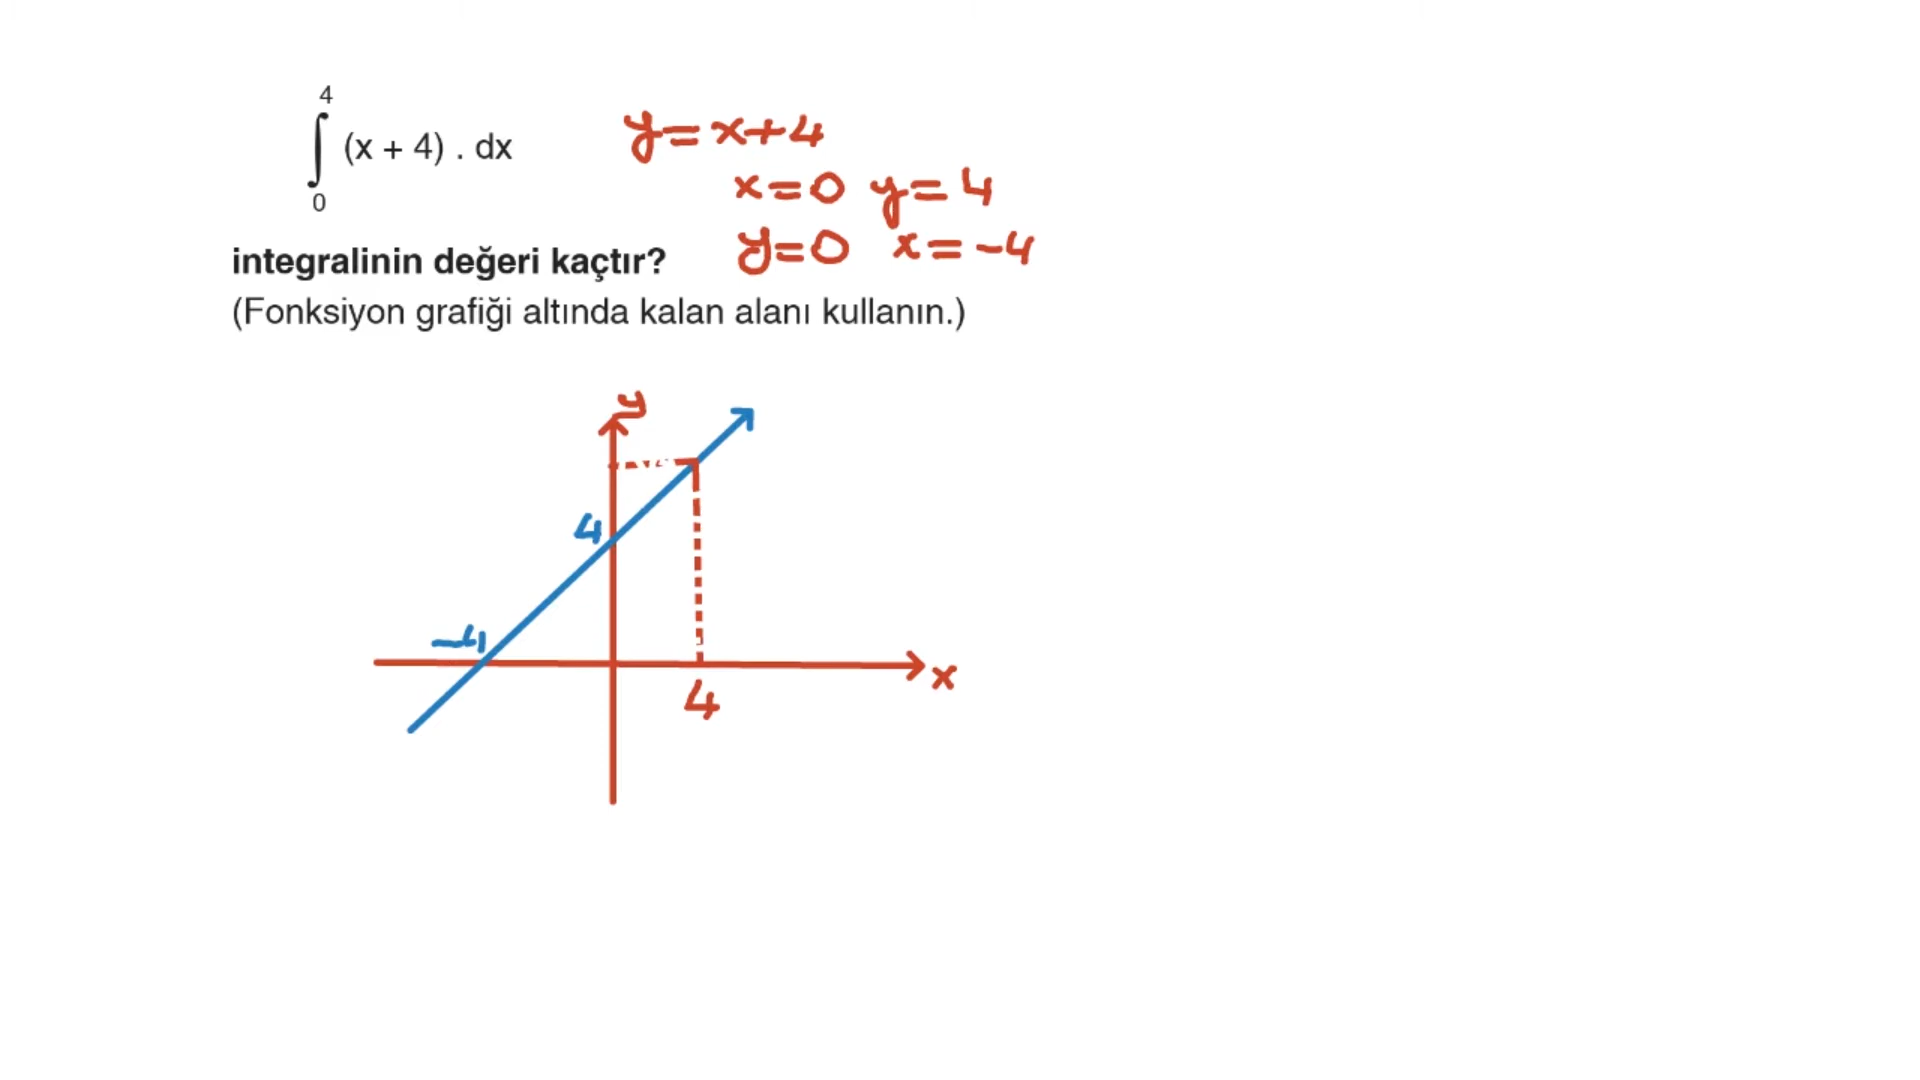 4
∫ (x + 4) . dx
0
y = x+4
x=0 y=4
y=0 x=-4
integralinin değeri kaçtır?
(Fonksiyon grafiği altında kalan alanı kullanın.)
y
4
-4
x
4